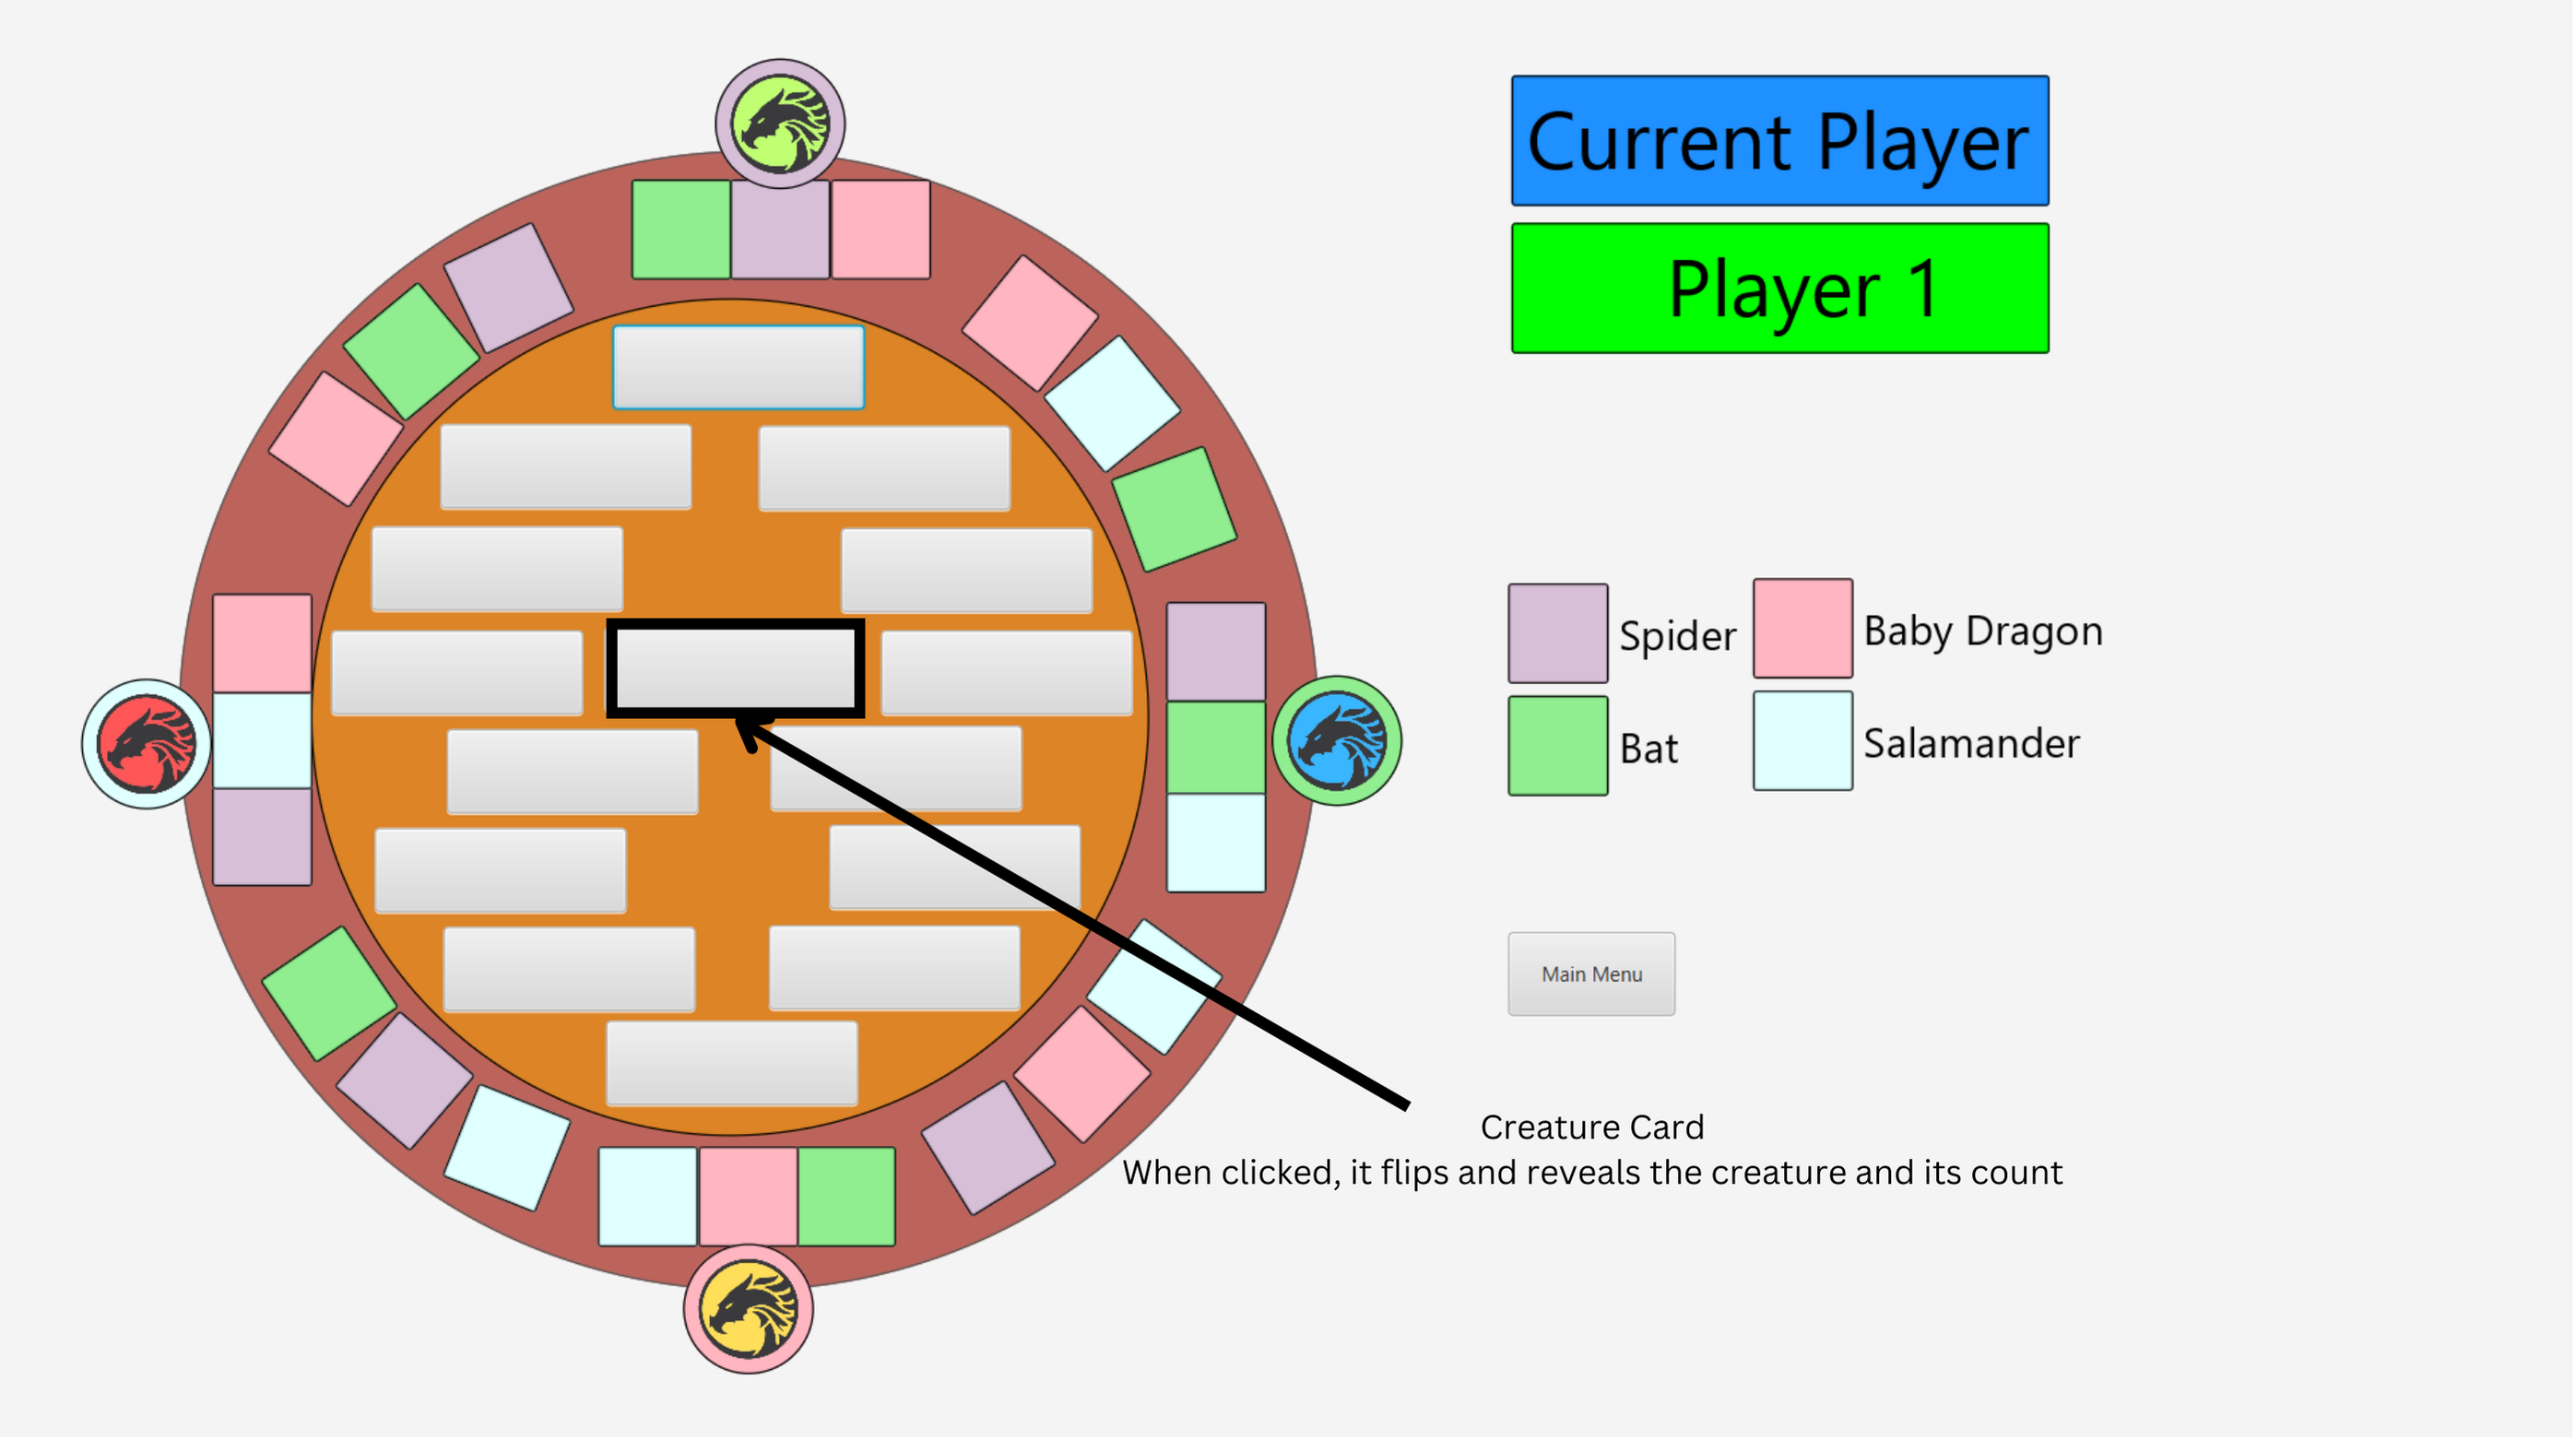 Current Player
Player 1
Spider
Baby Dragon
Bat
Salamander
Main Menu
Creature Card
When clicked, it flips and reveals the creature and its count